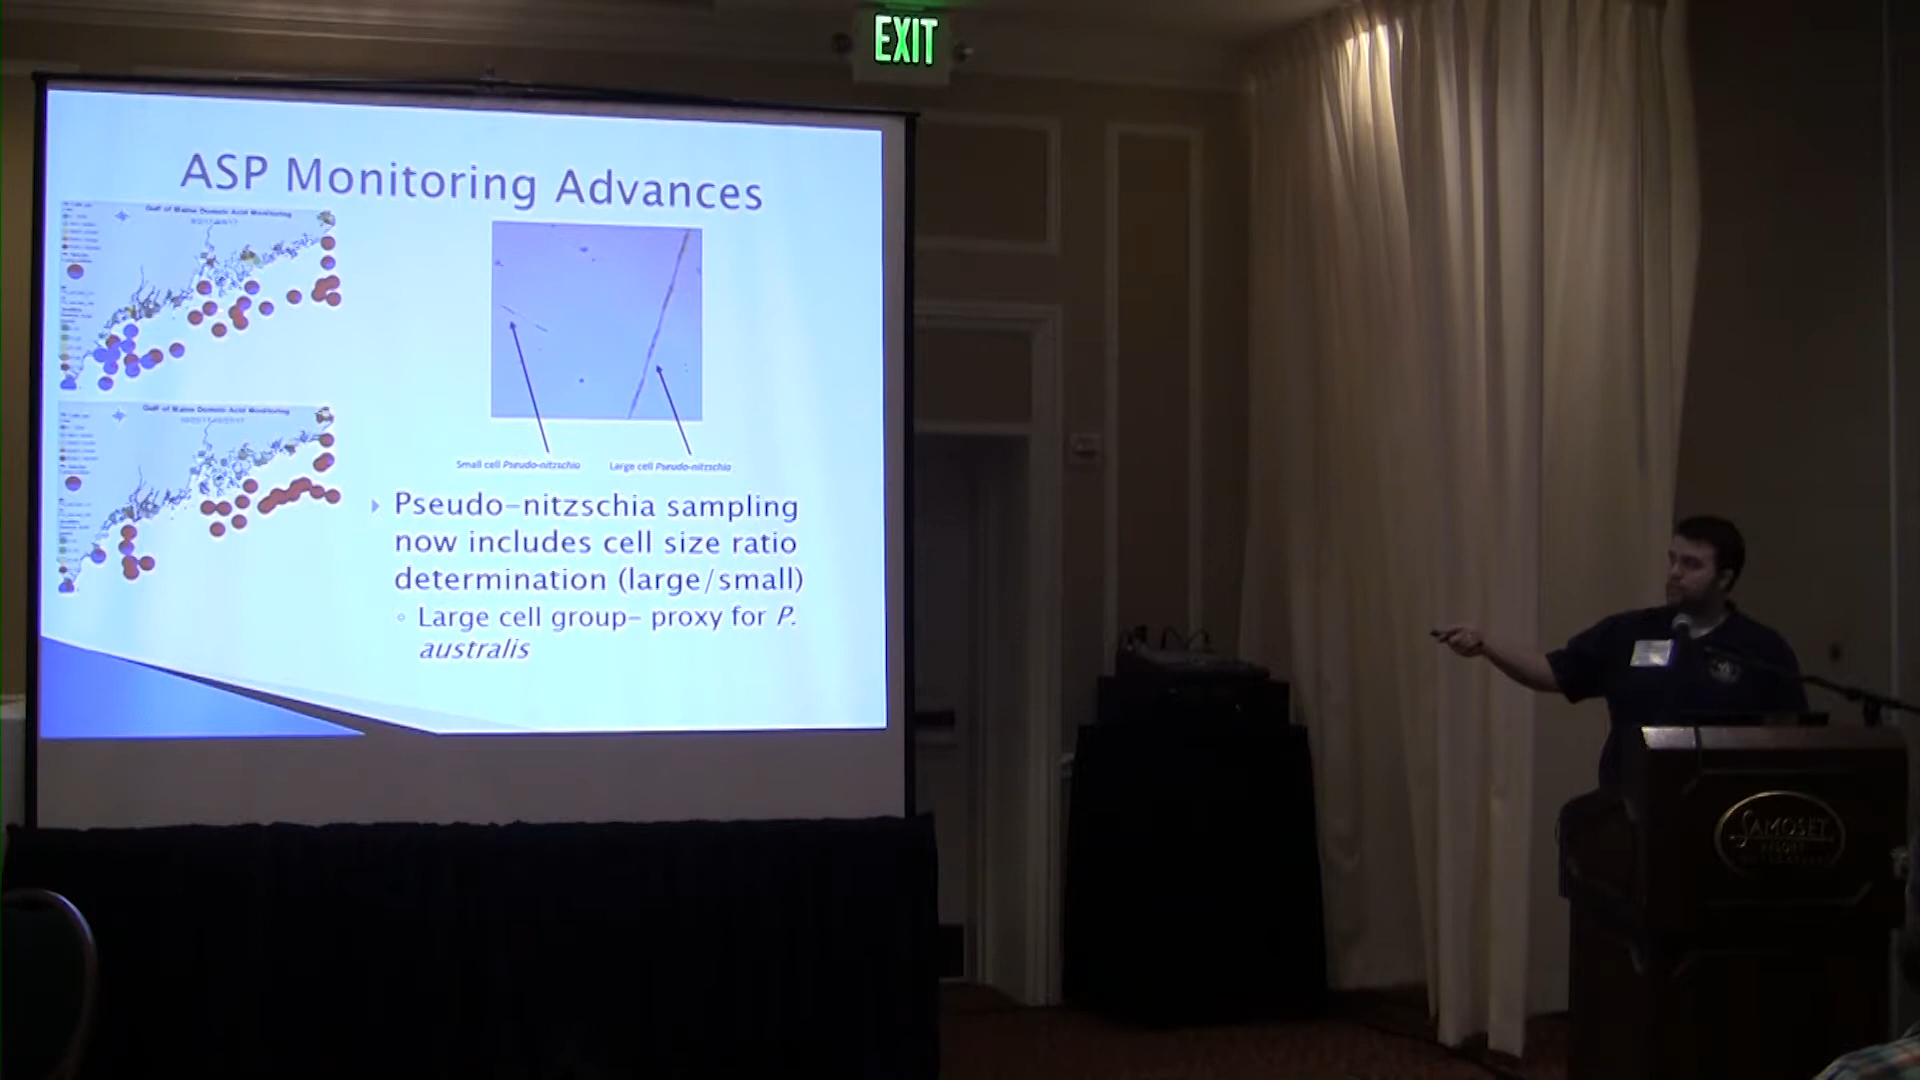 EXIT
ASP Monitoring Advances
Gulf of Maine Domoic Acid Monitoring
Gulf of Maine Domoic Acid Monitoring
Small cell Pseudo-nitzschia
Large cell Pseudo-nitzschia
Pseudo-nitzschia sampling
now includes cell size ratio
determination (large/small)
Large cell group- proxy for P.
australis
SAMOSET
RESORT